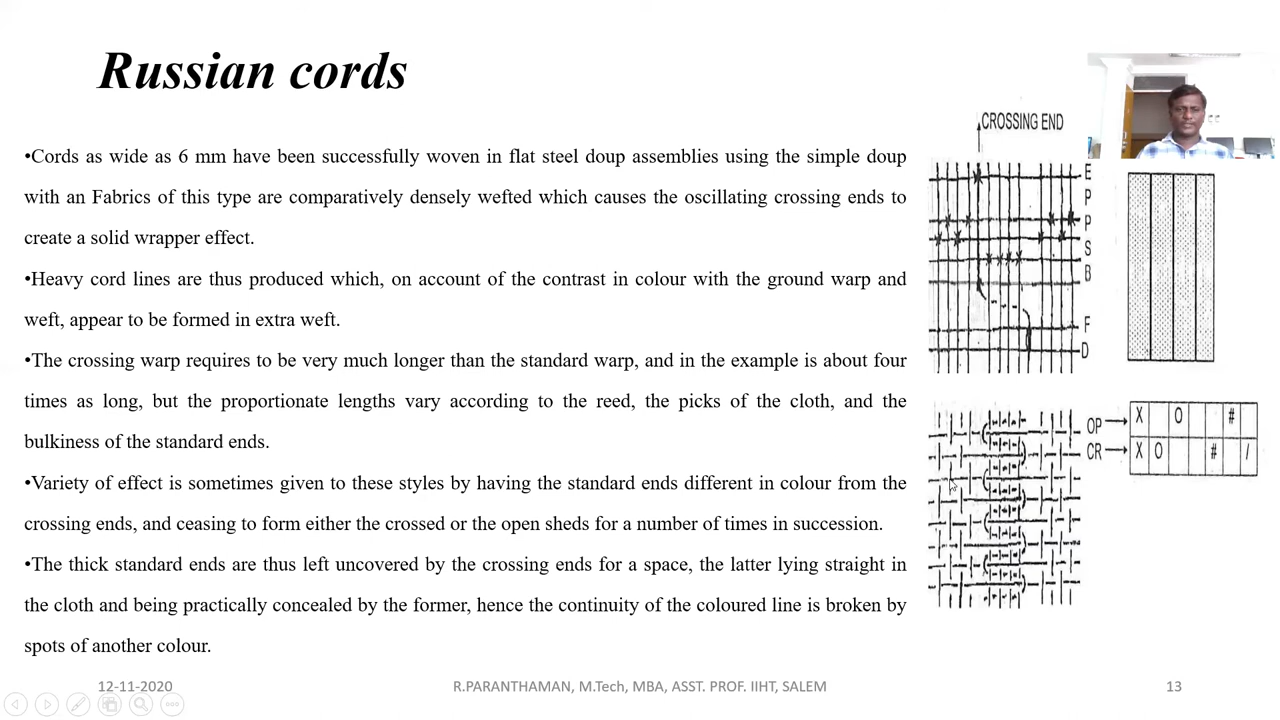 Russian cords
•Cords as wide as 6 mm have been successfully woven in flat steel doup assemblies using the simple doup
with an Fabrics of this type are comparatively densely wefted which causes the oscillating crossing ends to
create a solid wrapper effect.
•Heavy cord lines are thus produced which, on account of the contrast in colour with the ground warp and
weft, appear to be formed in extra weft.
•The crossing warp requires to be very much longer than the standard warp, and in the example is about four
times as long, but the proportionate lengths vary according to the reed, the picks of the cloth, and the
bulkiness of the standard ends.
•Variety of effect is sometimes given to these styles by having the standard ends different in colour from the
crossing ends, and ceasing to form either the crossed or the open sheds for a number of times in succession.
•The thick standard ends are thus left uncovered by the crossing ends for a space, the latter lying straight in
the cloth and being practically concealed by the former, hence the continuity of the coloured line is broken by
spots of another colour.
CROSSING END
E
P
P
S
B
F
D
OP X O #
CR X O # /
12-11-2020 R.PARANTHAMAN, M.Tech, MBA, ASST. PROF. IIHT, SALEM 13